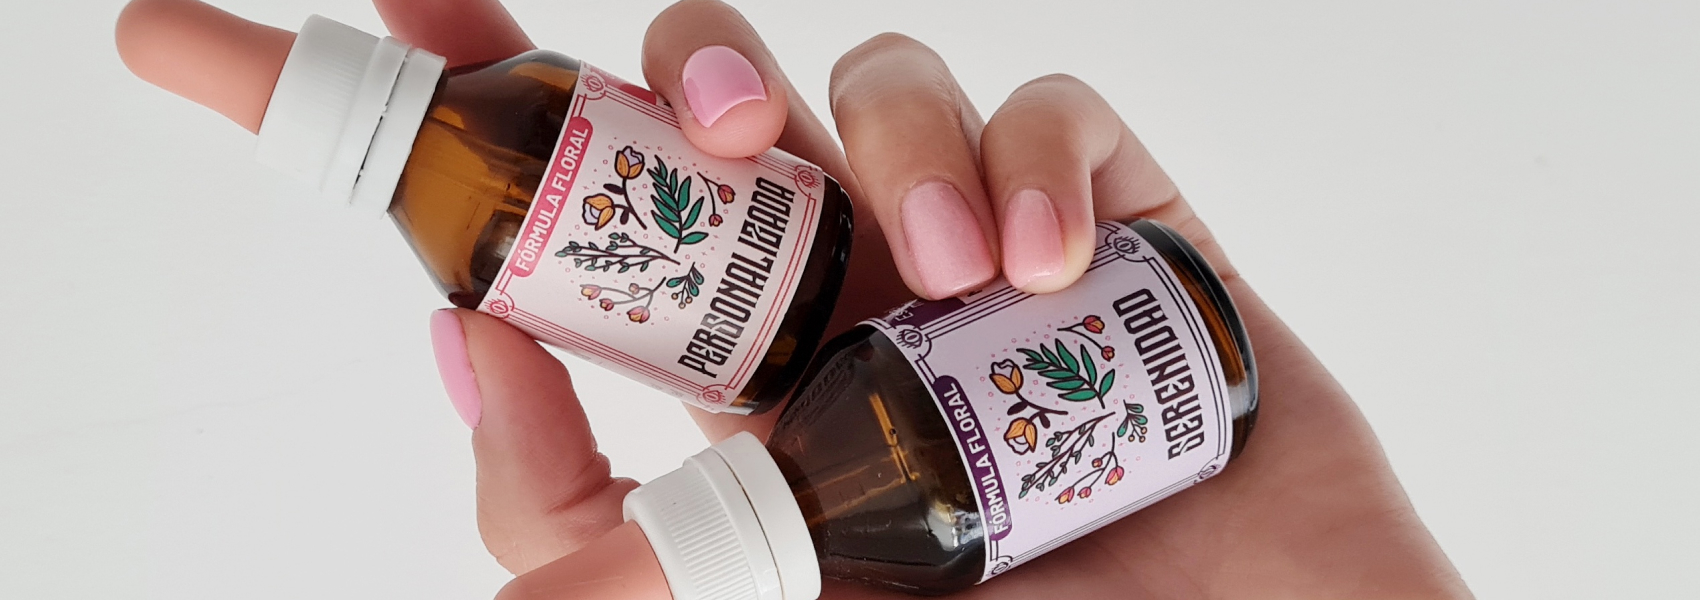 FÓRMULA FLORAL
PERSONALIZADA
FÓRMULA FLORAL
SERENIDAD